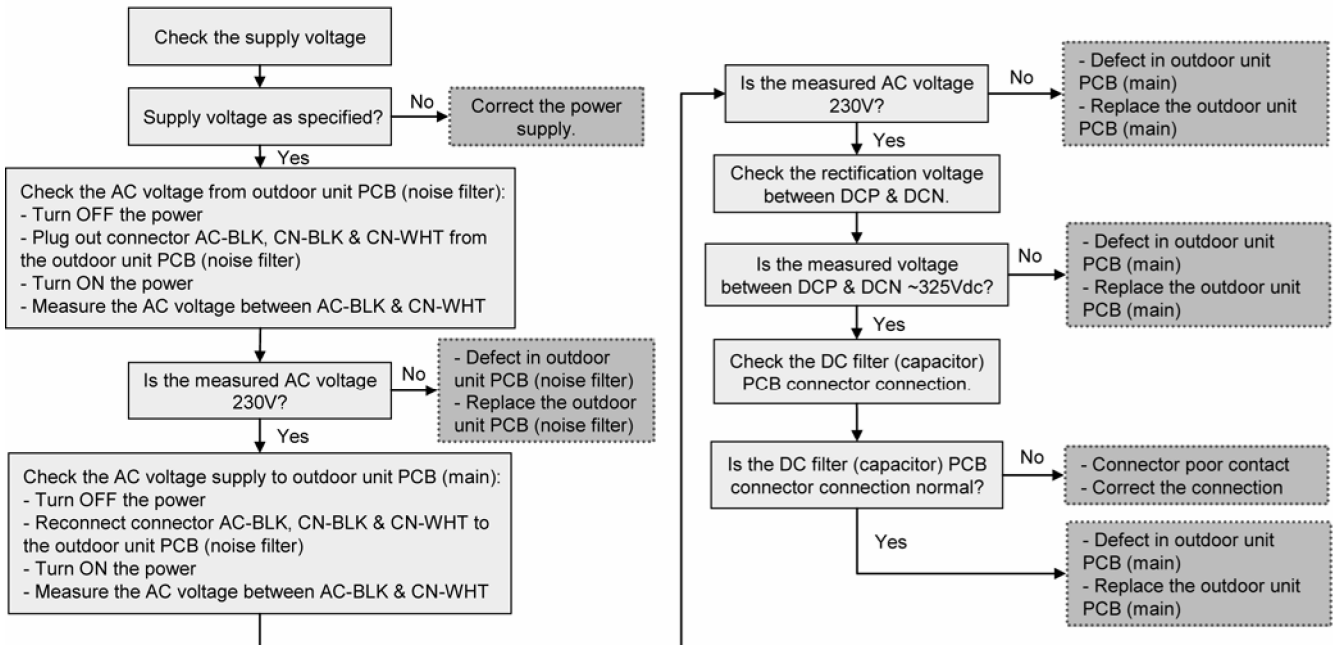 Check the supply voltage
Supply voltage as specified?
No
Correct the power
supply.
Yes
Check the AC voltage from outdoor unit PCB (noise filter):
- Turn OFF the power
- Plug out connector AC-BLK, CN-BLK & CN-WHT from
the outdoor unit PCB (noise filter)
- Turn ON the power
- Measure the AC voltage between AC-BLK & CN-WHT
Is the measured AC voltage
230V?
No
- Defect in outdoor
unit PCB (noise filter)
- Replace the outdoor
unit PCB (noise filter)
Yes
Check the AC voltage supply to outdoor unit PCB (main):
- Turn OFF the power
- Reconnect connector AC-BLK, CN-BLK & CN-WHT to
the outdoor unit PCB (noise filter)
- Turn ON the power
- Measure the AC voltage between AC-BLK & CN-WHT
Is the measured AC voltage
230V?
No
- Defect in outdoor unit
PCB (main)
- Replace the outdoor unit
PCB (main)
Yes
Check the rectification voltage
between DCP & DCN.
Is the measured voltage
between DCP & DCN ~325Vdc?
No
- Defect in outdoor unit
PCB (main)
- Replace the outdoor unit
PCB (main)
Yes
Check the DC filter (capacitor)
PCB connector connection.
Is the DC filter (capacitor) PCB
connector connection normal?
No
- Connector poor contact
- Correct the connection
Yes
- Defect in outdoor unit
PCB (main)
- Replace the outdoor unit
PCB (main)